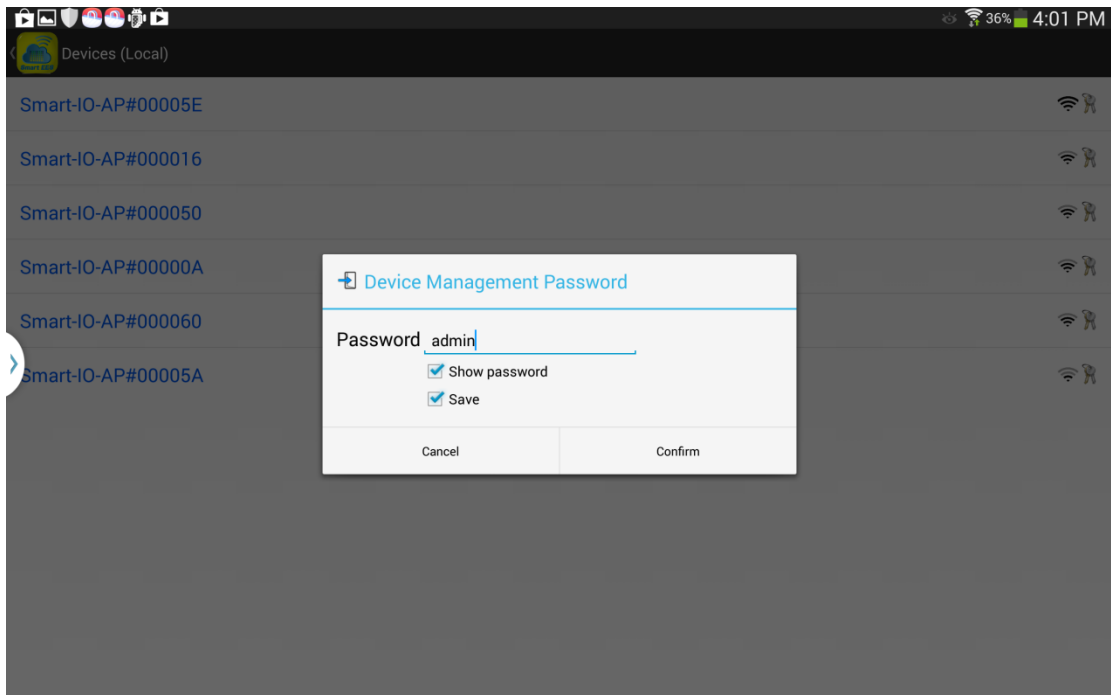 36% 4:01 PM
Devices (Local)
Smart-IO-AP#00005E
Smart-IO-AP#000016
Smart-IO-AP#000050
Smart-IO-AP#00000A
Device Management Password
Smart-IO-AP#000060
Password admin
Show password
Smart-IO-AP#00005A
Save
Cancel Confirm